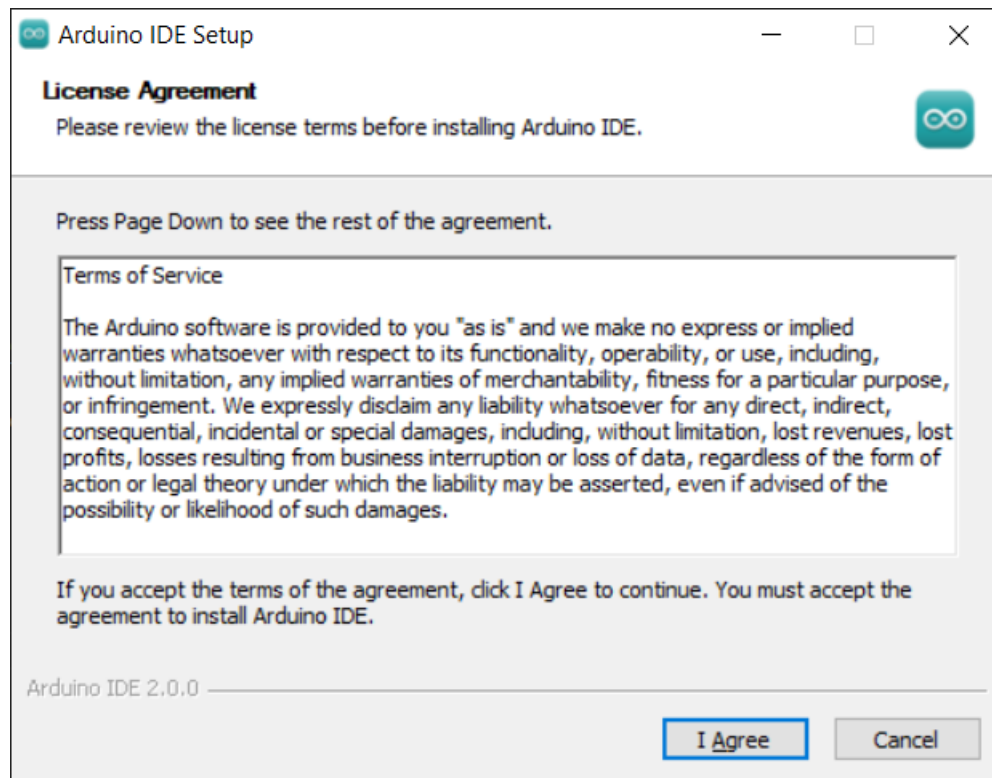 Arduino IDE Setup
License Agreement
Please review the license terms before installing Arduino IDE.
Press Page Down to see the rest of the agreement.
Terms of Service
The Arduino software is provided to you "as is" and we make no express or implied
warranties whatsoever with respect to its functionality, operability, or use, including,
without limitation, any implied warranties of merchantability, fitness for a particular purpose,
or infringement. We expressly disclaim any liability whatsoever for any direct, indirect,
consequential, incidental or special damages, including, without limitation, lost revenues, lost
profits, losses resulting from business interruption or loss of data, regardless of the form of
action or legal theory under which the liability may be asserted, even if advised of the
possibility or likelihood of such damages.
If you accept the terms of the agreement, click I Agree to continue. You must accept the
agreement to install Arduino IDE.
Arduino IDE 2.0.0
I Agree
Cancel